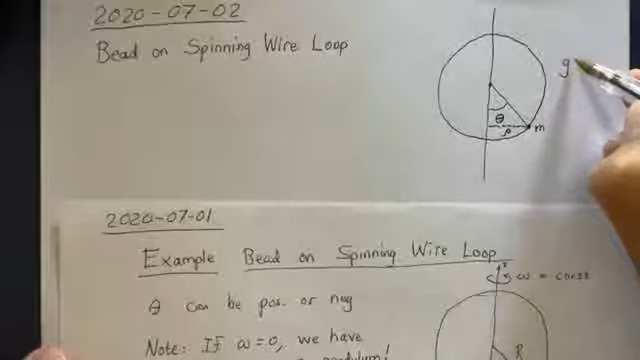 2020-07-02
Bead on Spinning Wire Loop
g
θ
ρ
m
2020-07-01
Example Bead on Spinning Wire Loop
z
ω = const
θ can be pos. or neg
Note: If ω=0, we have
R
pendulum!